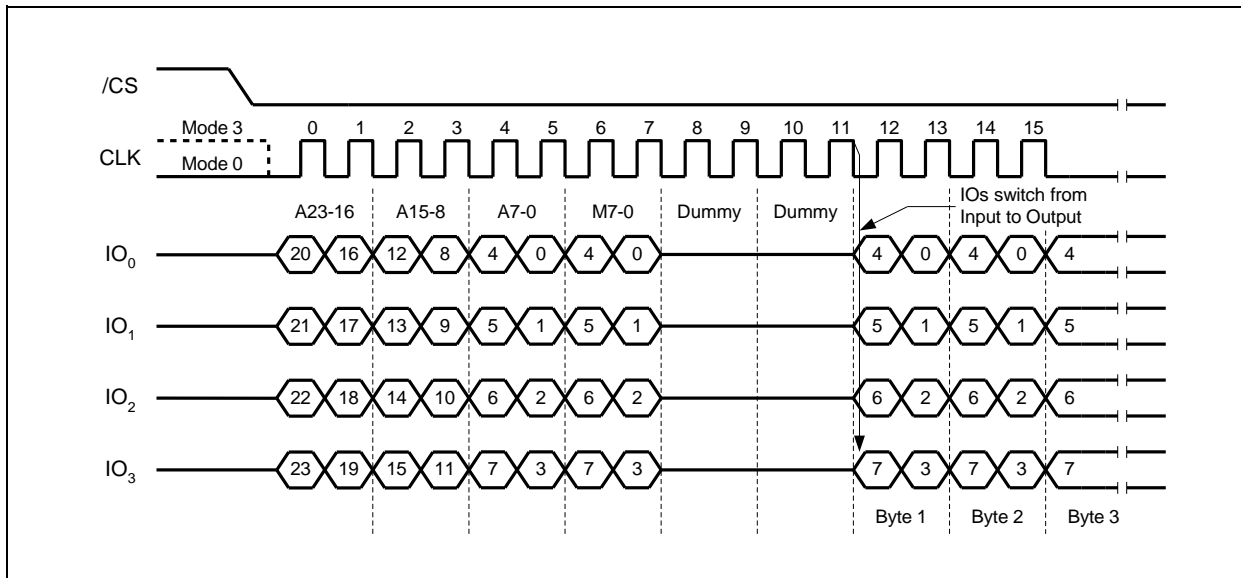 /CS
Mode 3 0 1 2 3 4 5 6 7 8 9 10 11 12 13 14 15
CLK
Mode 0
IOs switch from
Input to Output
A23-16 A15-8 A7-0 M7-0 Dummy Dummy
IO0 20 16 12 8 4 0 4 0 4 0 4 0 4
IO1 21 17 13 9 5 1 5 1 5 1 5 1 5
IO2 22 18 14 10 6 2 6 2 6 2 6 2 6
IO3 23 19 15 11 7 3 7 3 7 3 7 3 7
Byte 1 Byte 2 Byte 3